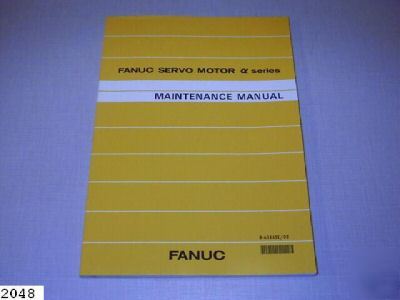 FANUC SERVO MOTOR α series
MAINTENANCE MANUAL
FANUC
2048